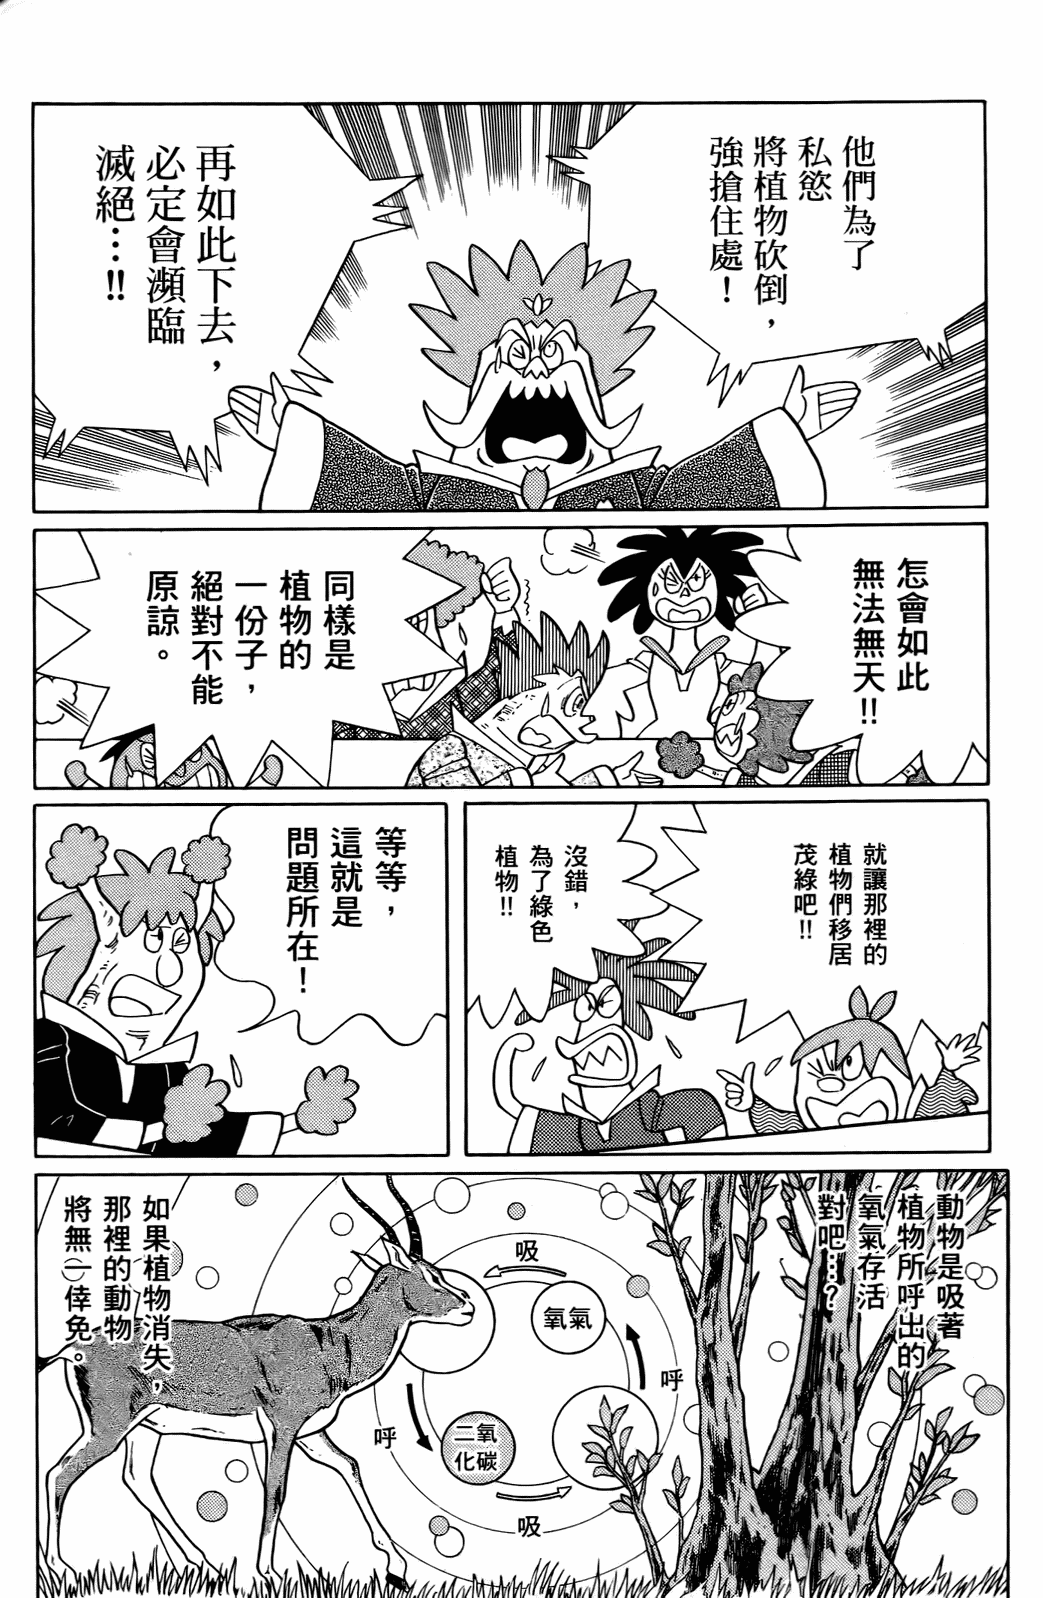 他們為了
私慾
將植物砍倒，
強搶住處！
再如此下去，
必定會瀕臨
滅絕…!!
怎會如此
無法無天!!
同樣是
植物的
一份子，
絕對不能
原諒。
就讓那裡的
植物們移居
茂綠吧!!
沒錯，
為了綠色
植物!!
等等，
這就是
問題所在！
動物是吸著
植物所呼出的
氧氣存活
對吧…？
吸
氧氣
呼
呼
二氧
化碳
吸
如果植物消失，
那裡的動物
將無一倖免。